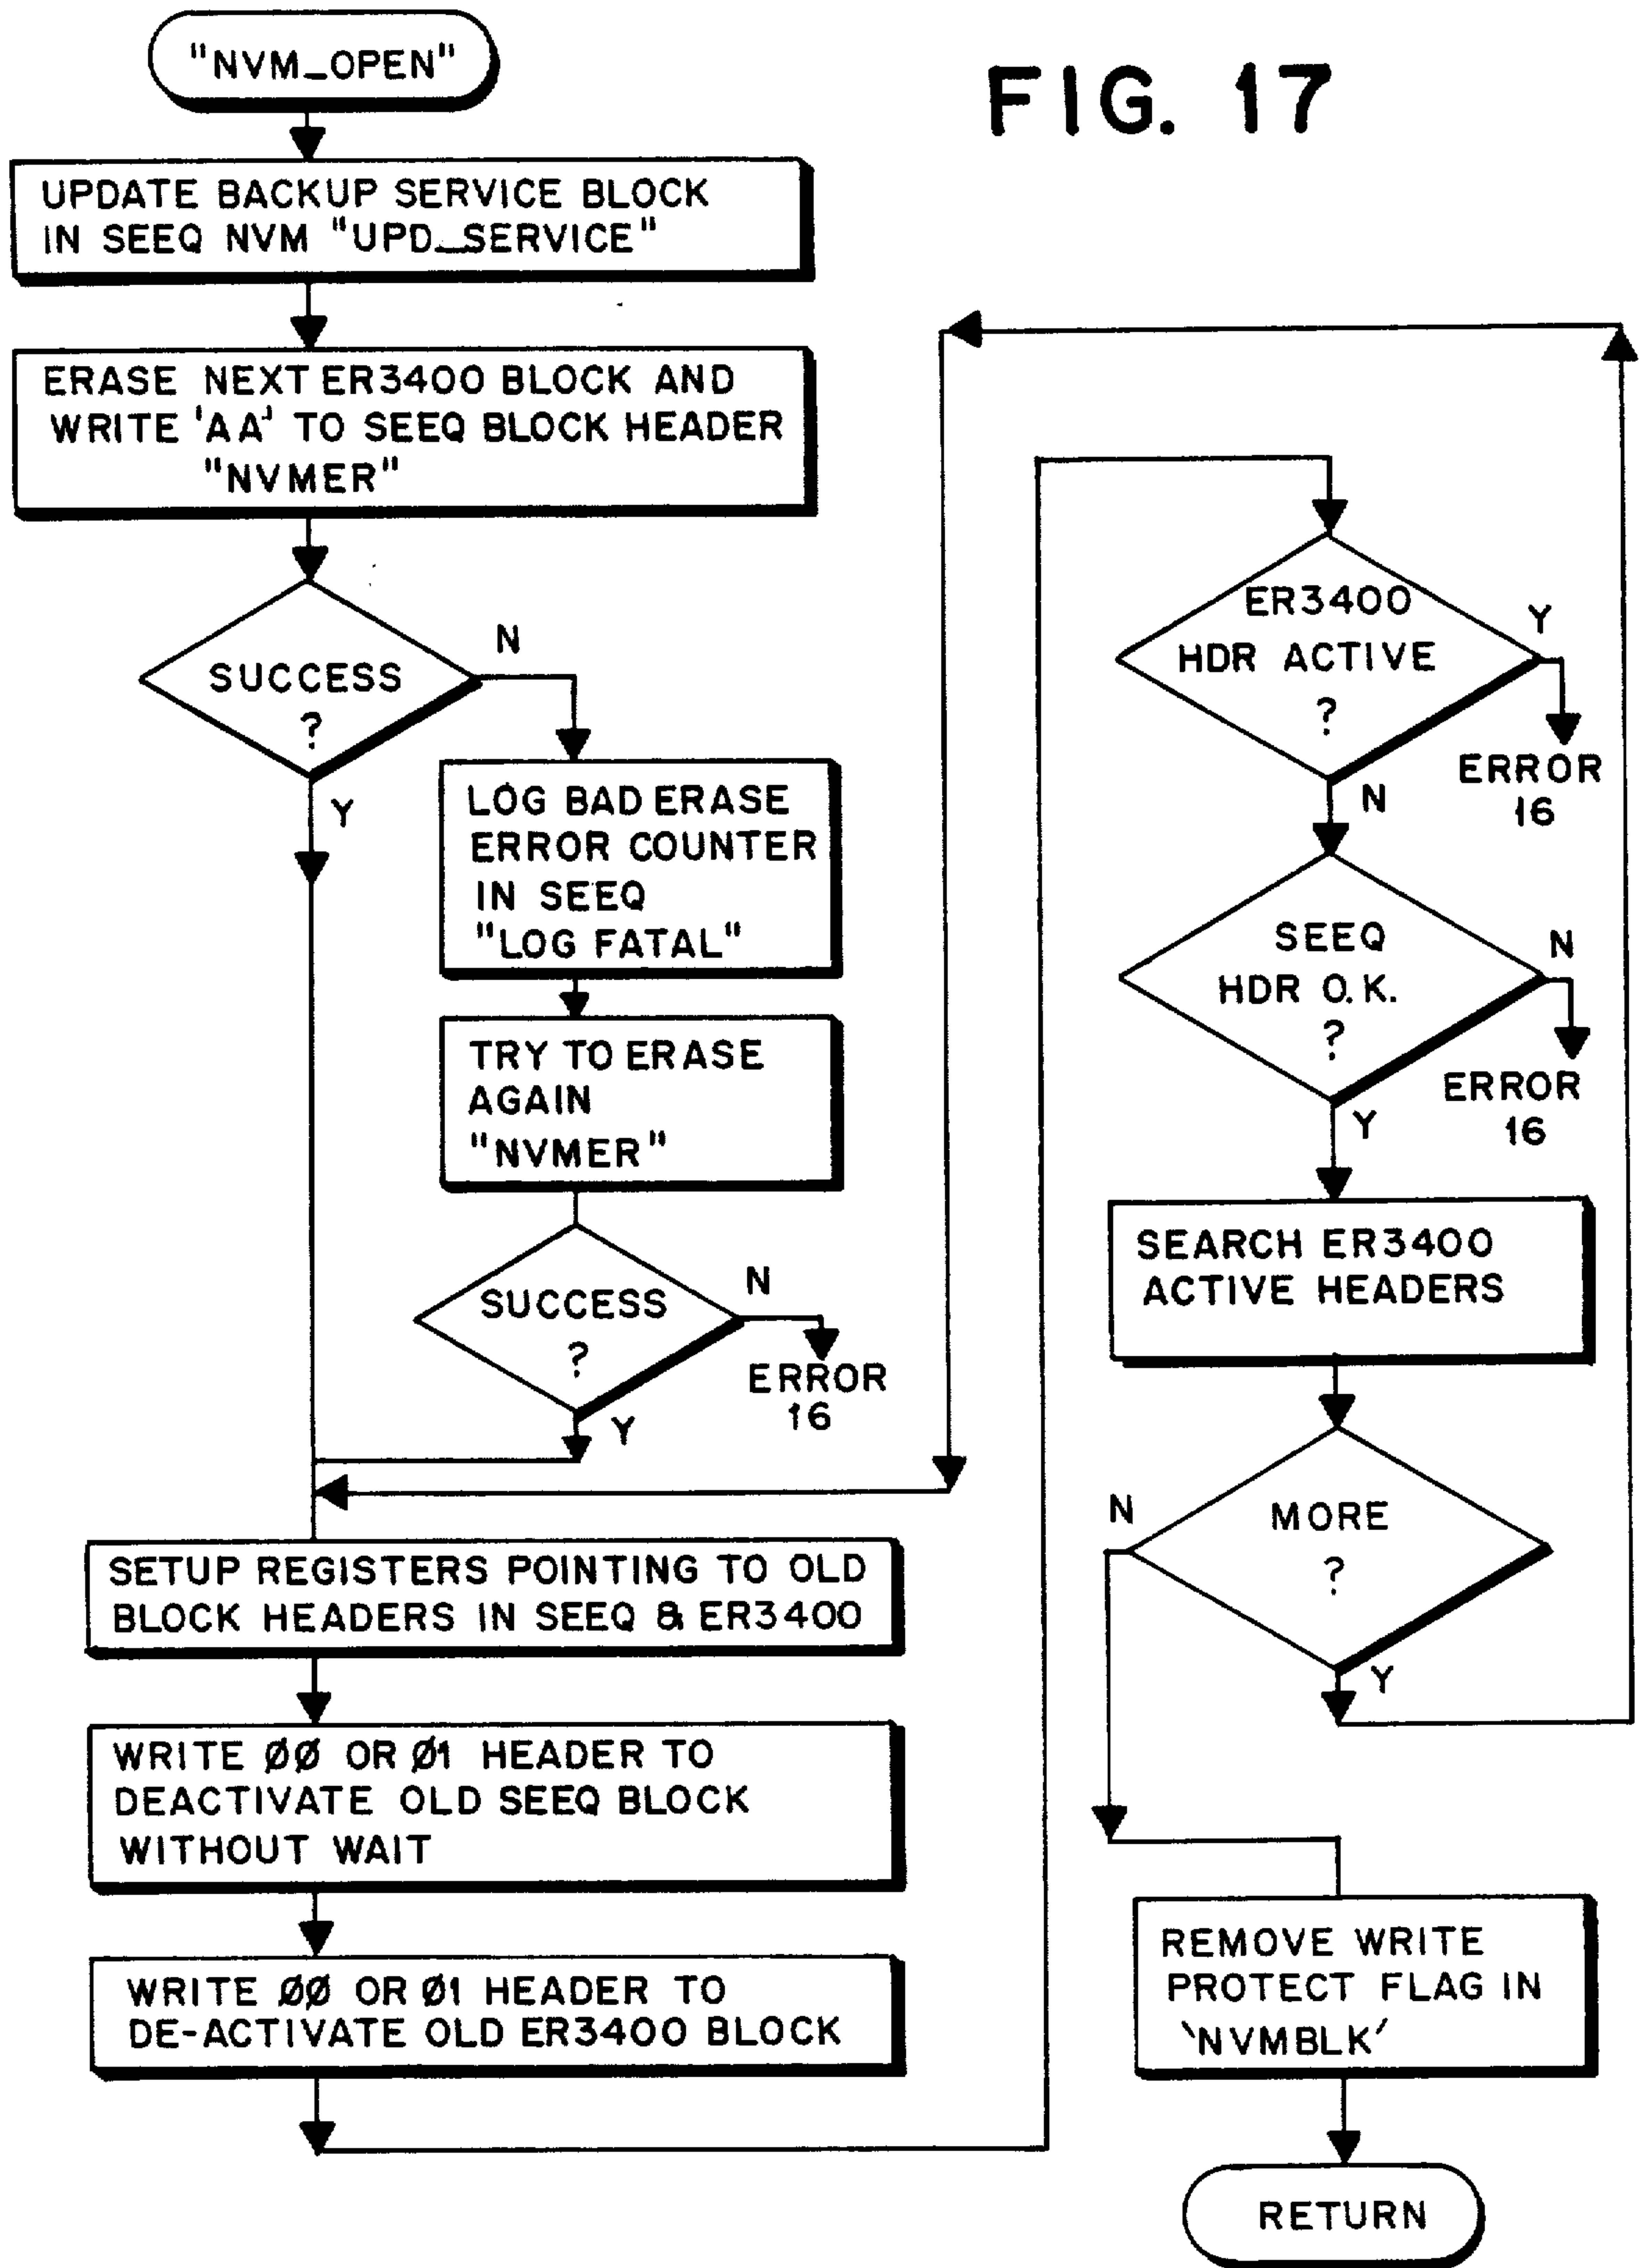 FIG. 17
"NVM_OPEN"
UPDATE BACKUP SERVICE BLOCK
IN SEEQ NVM "UPD_SERVICE"
ERASE NEXT ER3400 BLOCK AND
WRITE 'AA' TO SEEQ BLOCK HEADER
"NVMER"
SUCCESS
?
N
Y
LOG BAD ERASE
ERROR COUNTER
IN SEEQ
"LOG FATAL"
TRY TO ERASE
AGAIN
"NVMER"
SUCCESS
?
N
ERROR
16
Y
SETUP REGISTERS POINTING TO OLD
BLOCK HEADERS IN SEEQ & ER3400
WRITE ØØ OR Ø1 HEADER TO
DEACTIVATE OLD SEEQ BLOCK
WITHOUT WAIT
WRITE ØØ OR Ø1 HEADER TO
DE-ACTIVATE OLD ER3400 BLOCK
ER3400
HDR ACTIVE
?
Y
ERROR
16
N
SEEQ
HDR O.K.
?
N
ERROR
16
Y
SEARCH ER3400
ACTIVE HEADERS
MORE
?
N
Y
REMOVE WRITE
PROTECT FLAG IN
'NVMBLK'
RETURN